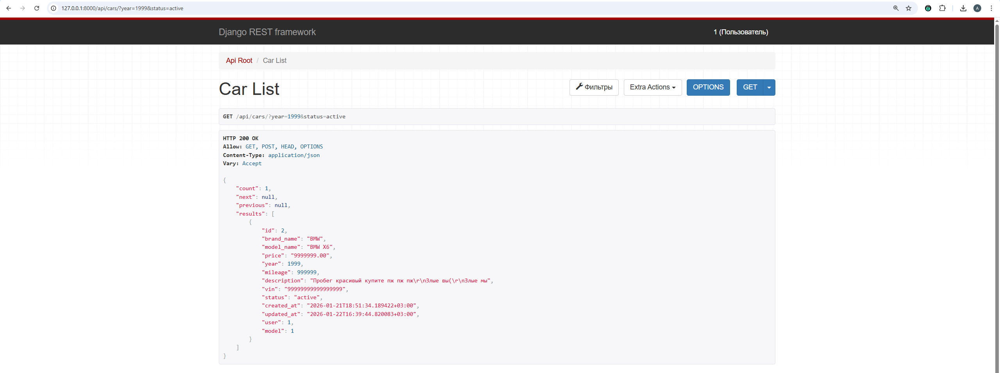 127.0.0.1:8000/api/cars/?year=1999&status=active
A
Django REST framework
1 (Пользователь)
Api Root / Car List
Car List
Фильтры
Extra Actions
OPTIONS
GET
GET /api/cars/?year=1999&status=active
HTTP 200 OK
Allow: GET, POST, HEAD, OPTIONS
Content-Type: application/json
Vary: Accept
{
    "count": 1,
    "next": null,
    "previous": null,
    "results": [
        {
            "id": 2,
            "brand_name": "BMW",
            "model_name": "BMW X6",
            "price": "9999999.00",
            "year": 1999,
            "mileage": 999999,
            "description": "Пробег красивый купите пж пж пж\r\nЗлые вы(\r\nЗлые мы",
            "vin": "99999999999999999",
            "status": "active",
            "created_at": "2026-01-21T18:51:34.189422+03:00",
            "updated_at": "2026-01-22T16:39:44.820083+03:00",
            "user": 1,
            "model": 1
        }
    ]
}